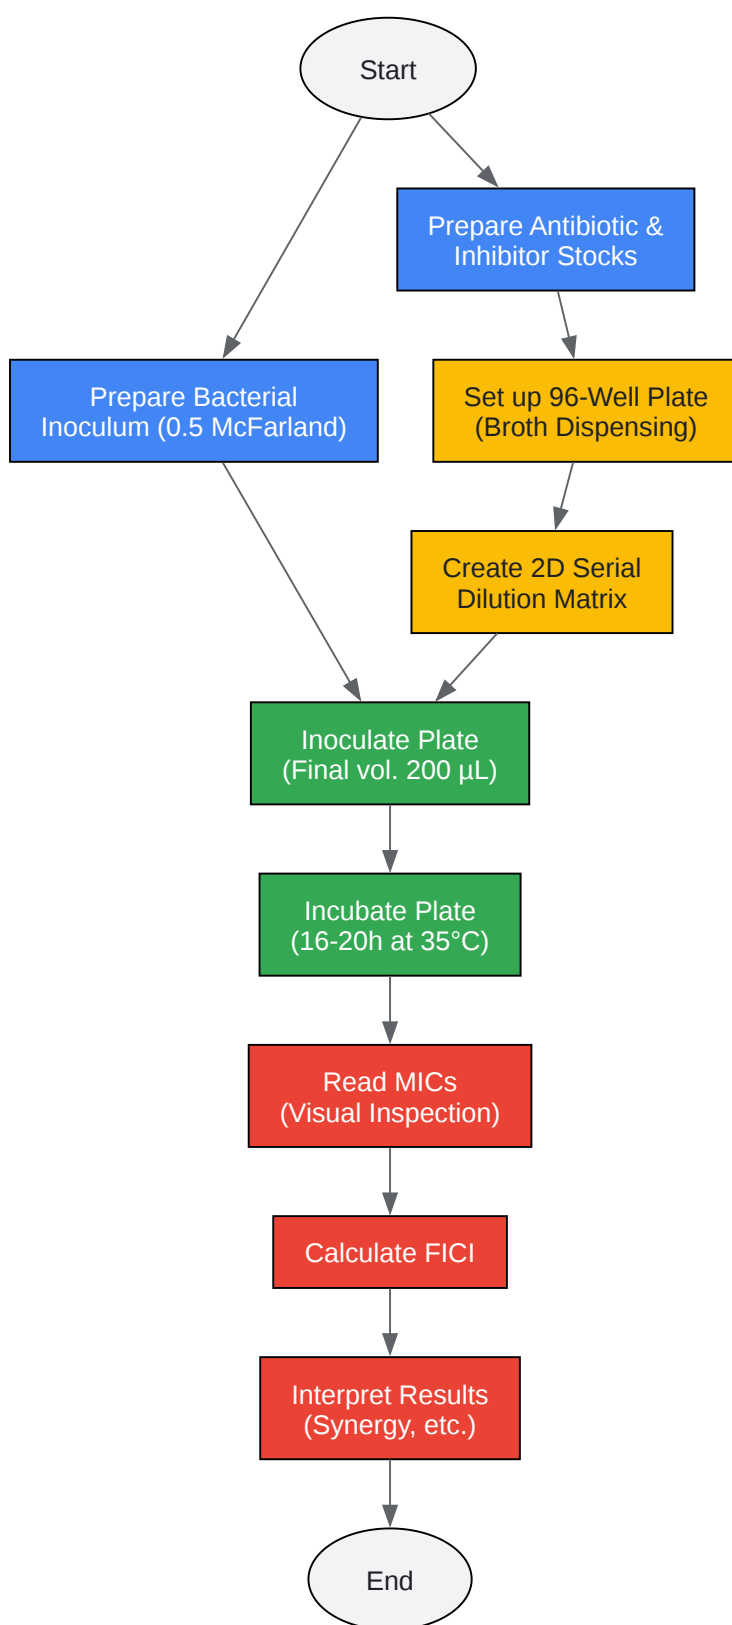 Start
Prepare Antibiotic &
Inhibitor Stocks
Prepare Bacterial
Inoculum (0.5 McFarland)
Set up 96-Well Plate
(Broth Dispensing)
Create 2D Serial
Dilution Matrix
Inoculate Plate
(Final vol. 200 µL)
Incubate Plate
(16-20h at 35°C)
Read MICs
(Visual Inspection)
Calculate FICI
Interpret Results
(Synergy, etc.)
End